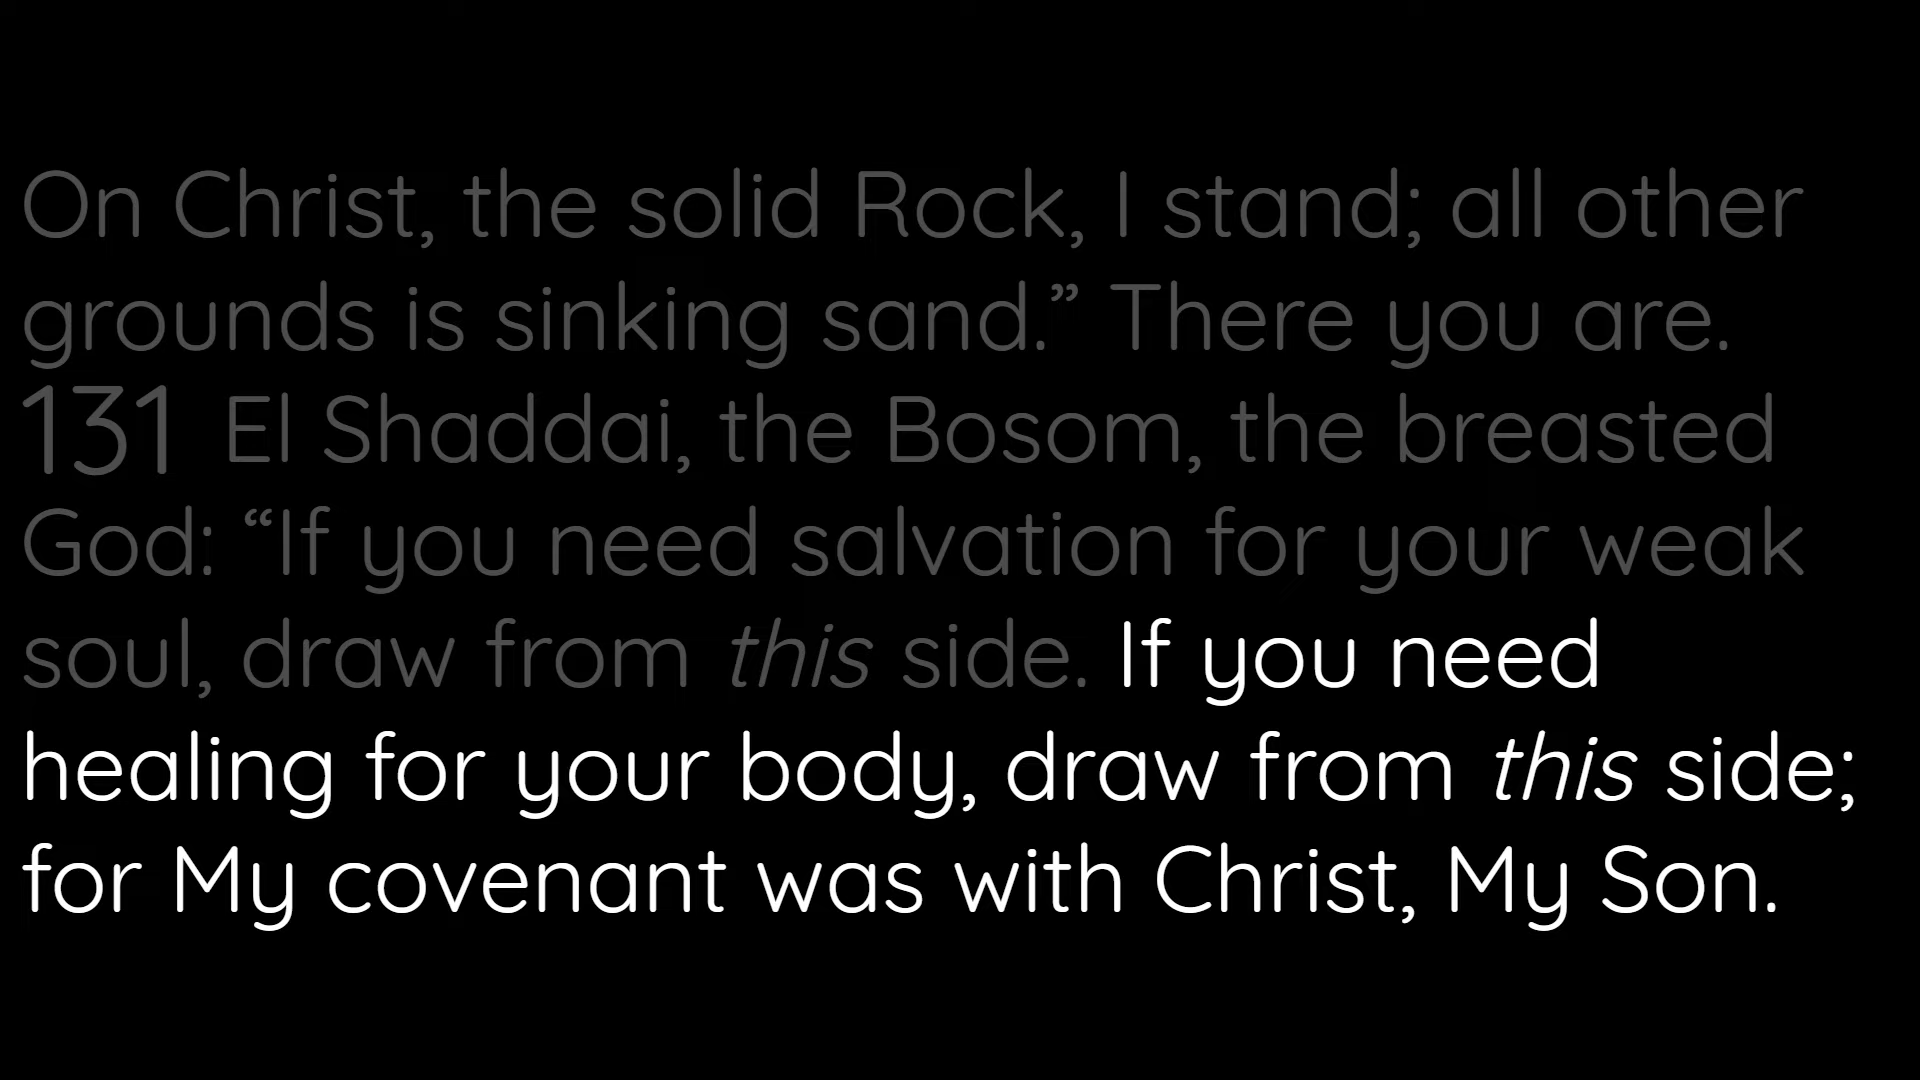 On Christ, the solid Rock, I stand; all other
grounds is sinking sand.” There you are.
131 El Shaddai, the Bosom, the breasted
God: “If you need salvation for your weak
soul, draw from this side. If you need
healing for your body, draw from this side;
for My covenant was with Christ, My Son.